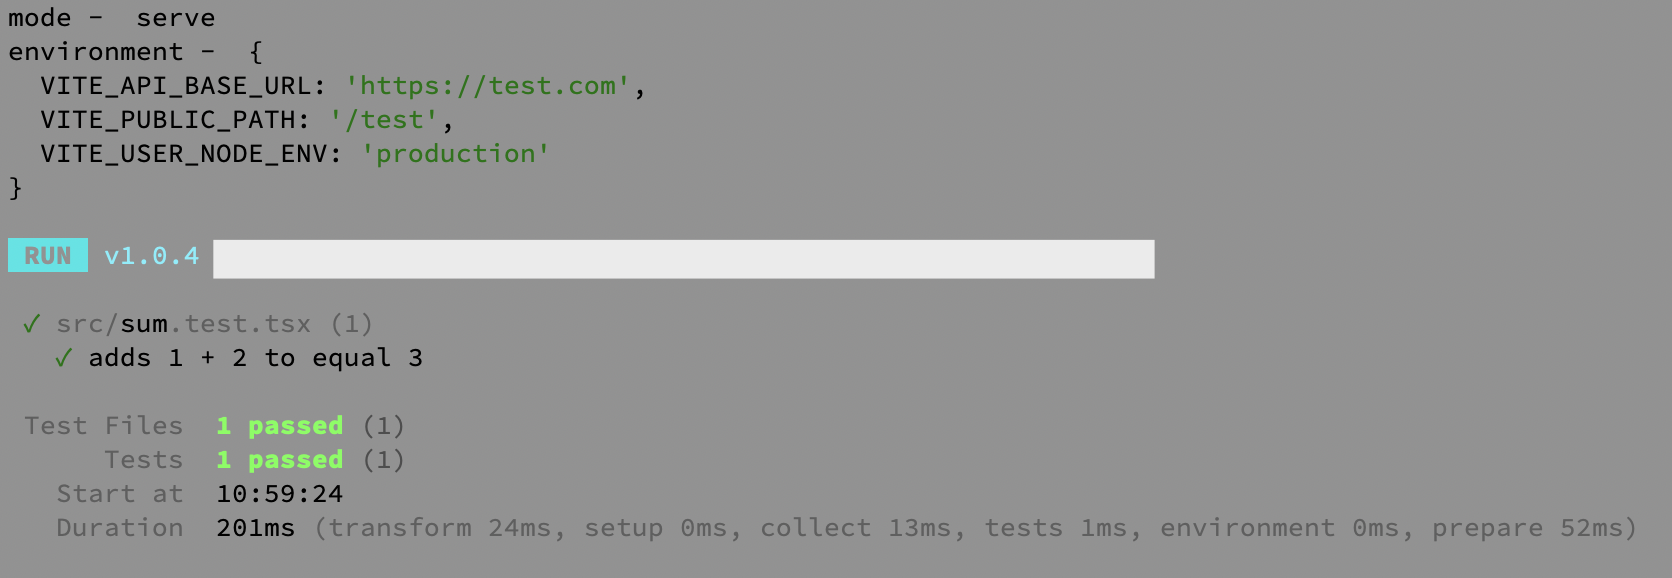 mode -  serve
environment -  {
  VITE_API_BASE_URL: 'https://test.com',
  VITE_PUBLIC_PATH: '/test',
  VITE_USER_NODE_ENV: 'production'
}
RUN v1.0.4
✓ src/sum.test.tsx (1)
✓ adds 1 + 2 to equal 3
Test Files  1 passed (1)
Tests  1 passed (1)
Start at  10:59:24
Duration  201ms (transform 24ms, setup 0ms, collect 13ms, tests 1ms, environment 0ms, prepare 52ms)